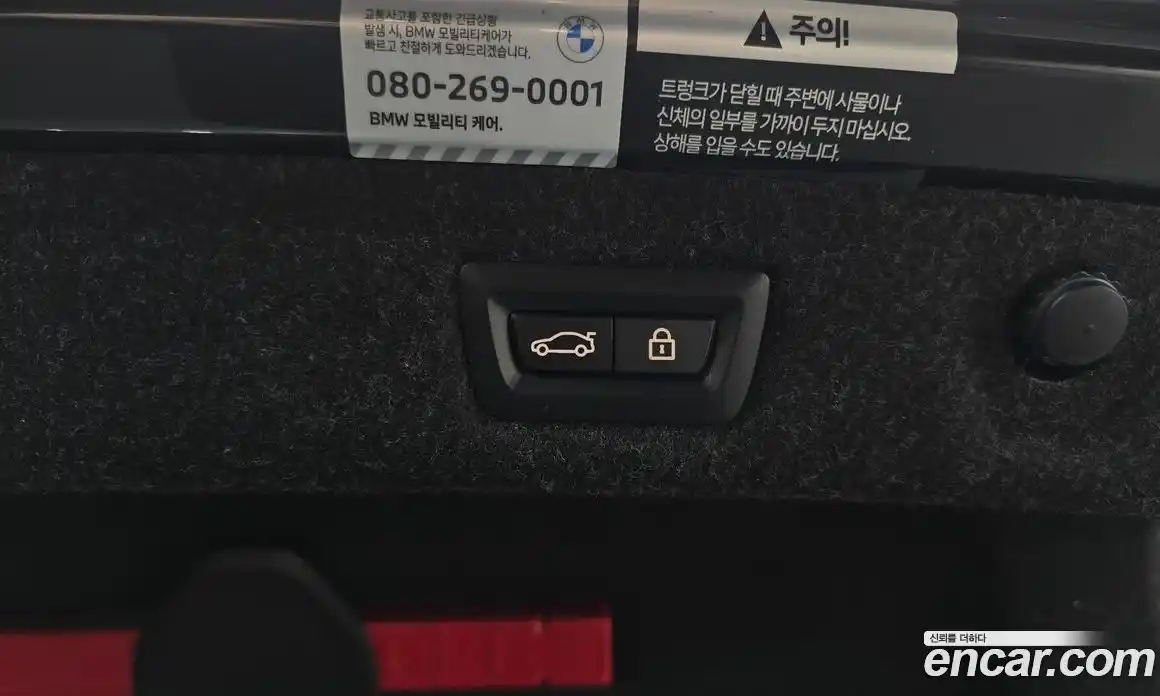 교통사고를 포함한 긴급상황
발생 시, BMW 모빌리티케어가
빠르고 친절하게 도와드리겠습니다.
080-269-0001
BMW 모빌리티 케어.
주의!
트렁크가 닫힐 때 주변에 사물이나
신체의 일부를 가까이 두지 마십시오.
상해를 입을 수도 있습니다.
신뢰를 더하다
encar.com